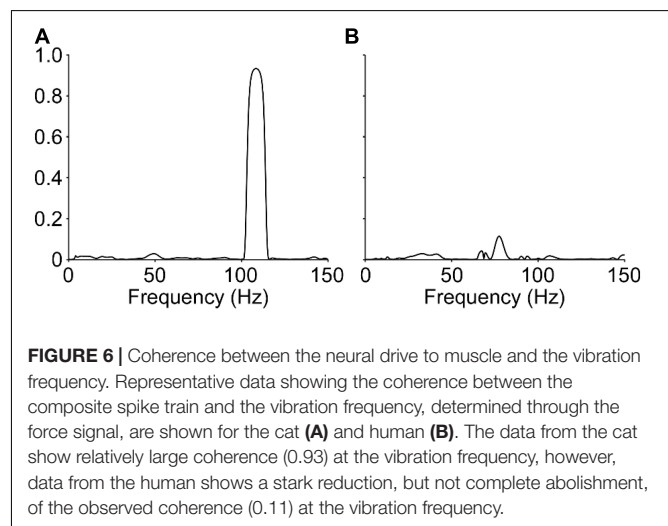 A
B
1.0
0.8
0.6
0.4
0.2
0
0 50 100 150
0 50 100 150
Frequency (Hz)
Frequency (Hz)
FIGURE 6 | Coherence between the neural drive to muscle and the vibration
frequency. Representative data showing the coherence between the
composite spike train and the vibration frequency, determined through the
force signal, are shown for the cat (A) and human (B). The data from the cat
show relatively large coherence (0.93) at the vibration frequency, however,
data from the human shows a stark reduction, but not complete abolishment,
of the observed coherence (0.11) at the vibration frequency.